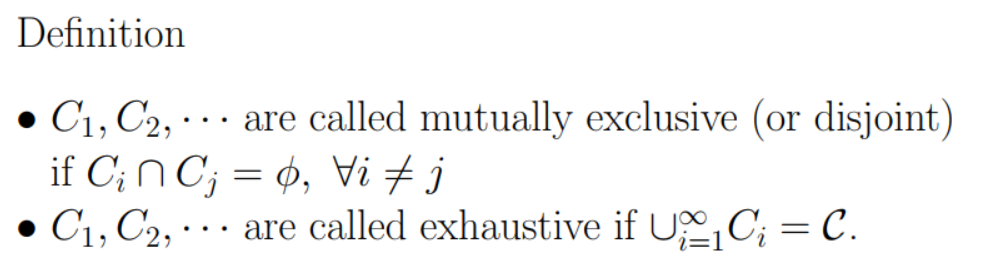 Definition
• C₁, C₂, ⋯ are called mutually exclusive (or disjoint)
if Cᵢ ∩ Cⱼ = ϕ, ∀i ≠ j
• C₁, C₂, ⋯ are called exhaustive if ∪_{i=1}^{∞} Cᵢ = 𝒞.